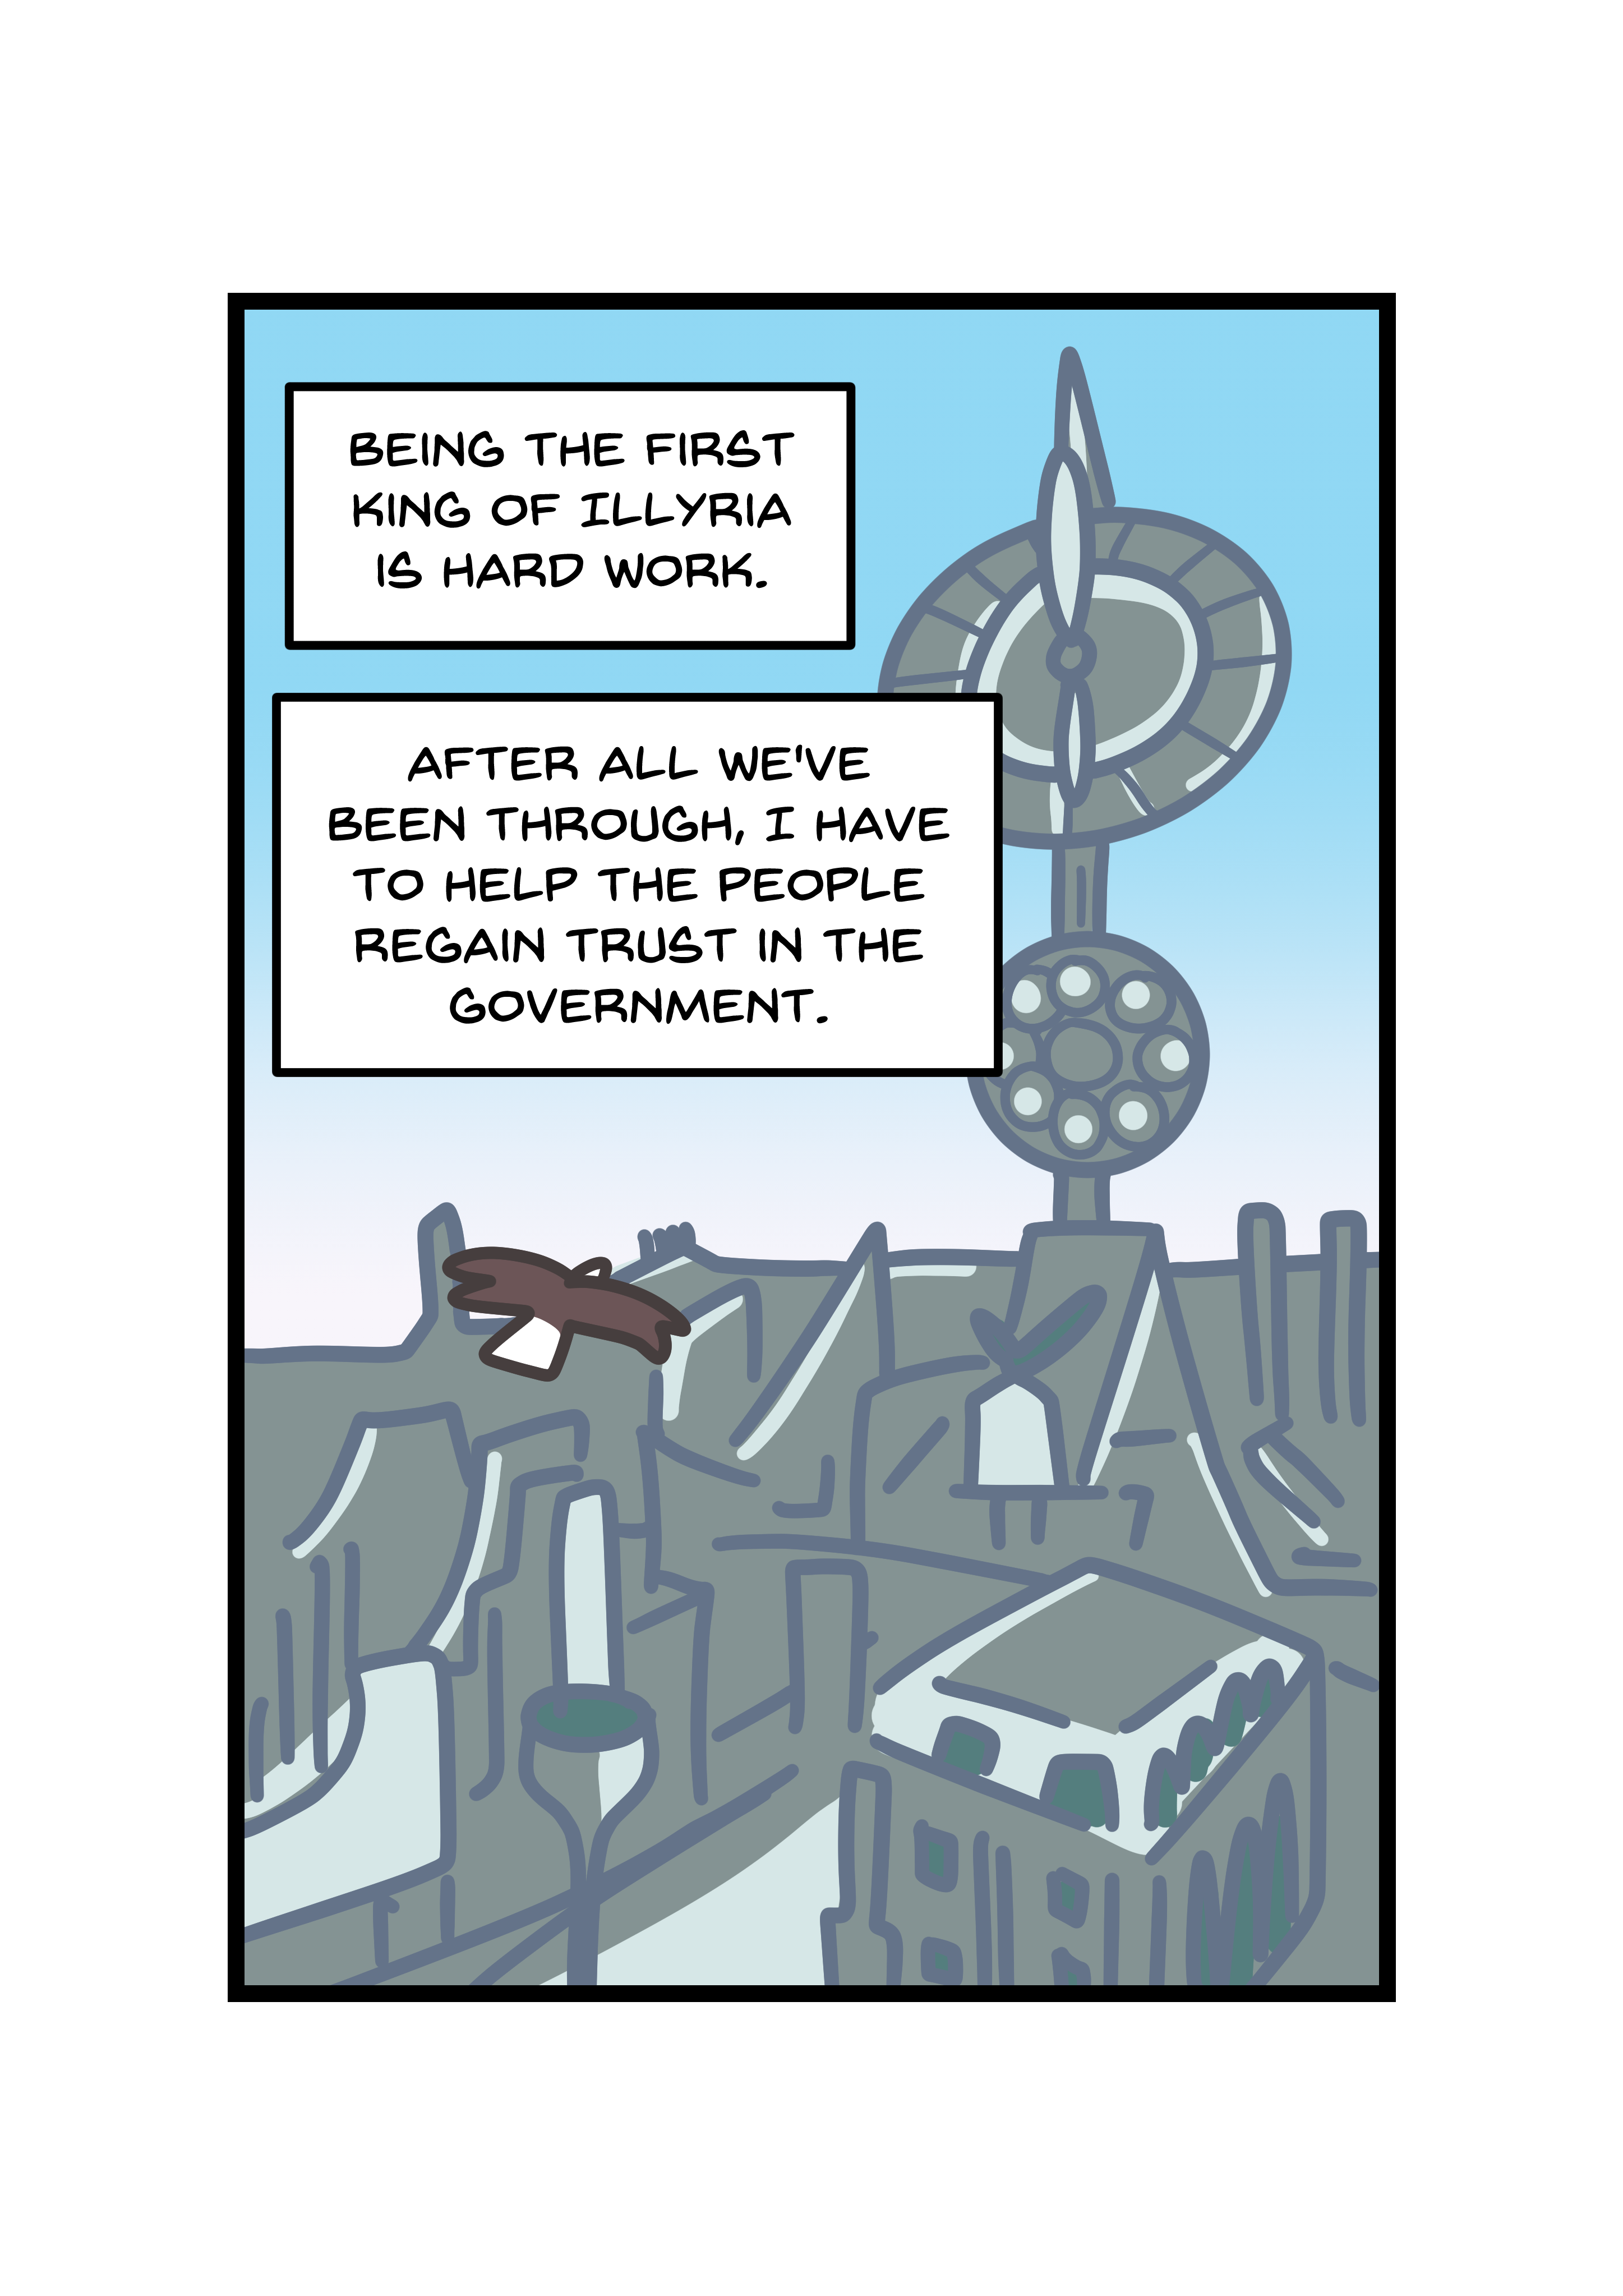 BEING THE FIRST
KING OF ILLYRIA
IS HARD WORK.
AFTER ALL WE'VE
BEEN THROUGH, I HAVE
TO HELP THE PEOPLE
REGAIN TRUST IN THE
GOVERNMENT.